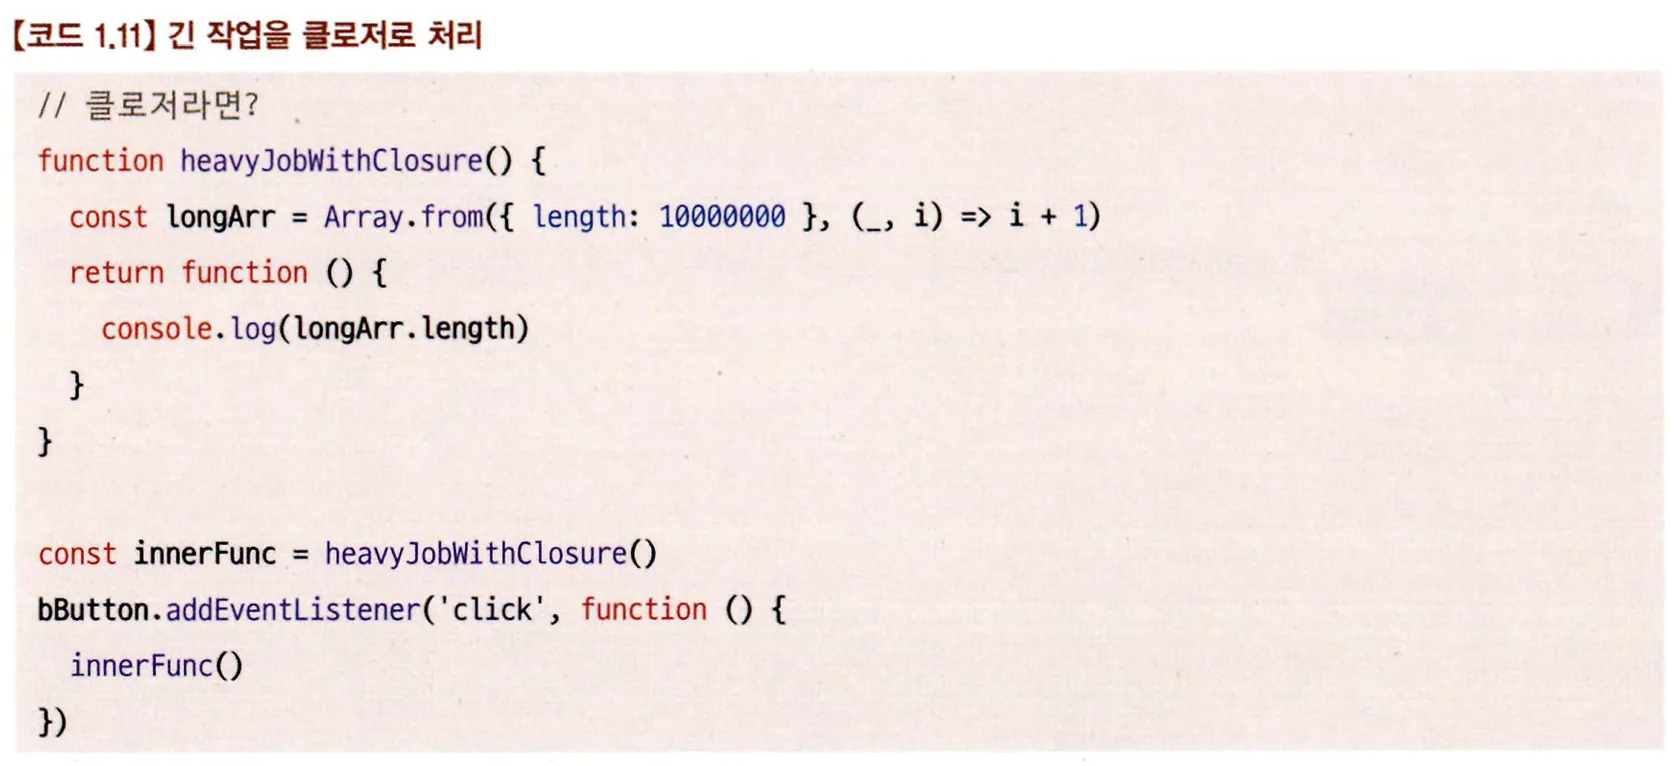 【코드 1.11】 긴 작업을 클로저로 처리
// 클로저라면?
function heavyJobWithClosure() {
  const longArr = Array.from({ length: 10000000 }, (_, i) => i + 1)
  return function () {
    console.log(longArr.length)
  }
}

const innerFunc = heavyJobWithClosure()
bButton.addEventListener('click', function () {
  innerFunc()
})